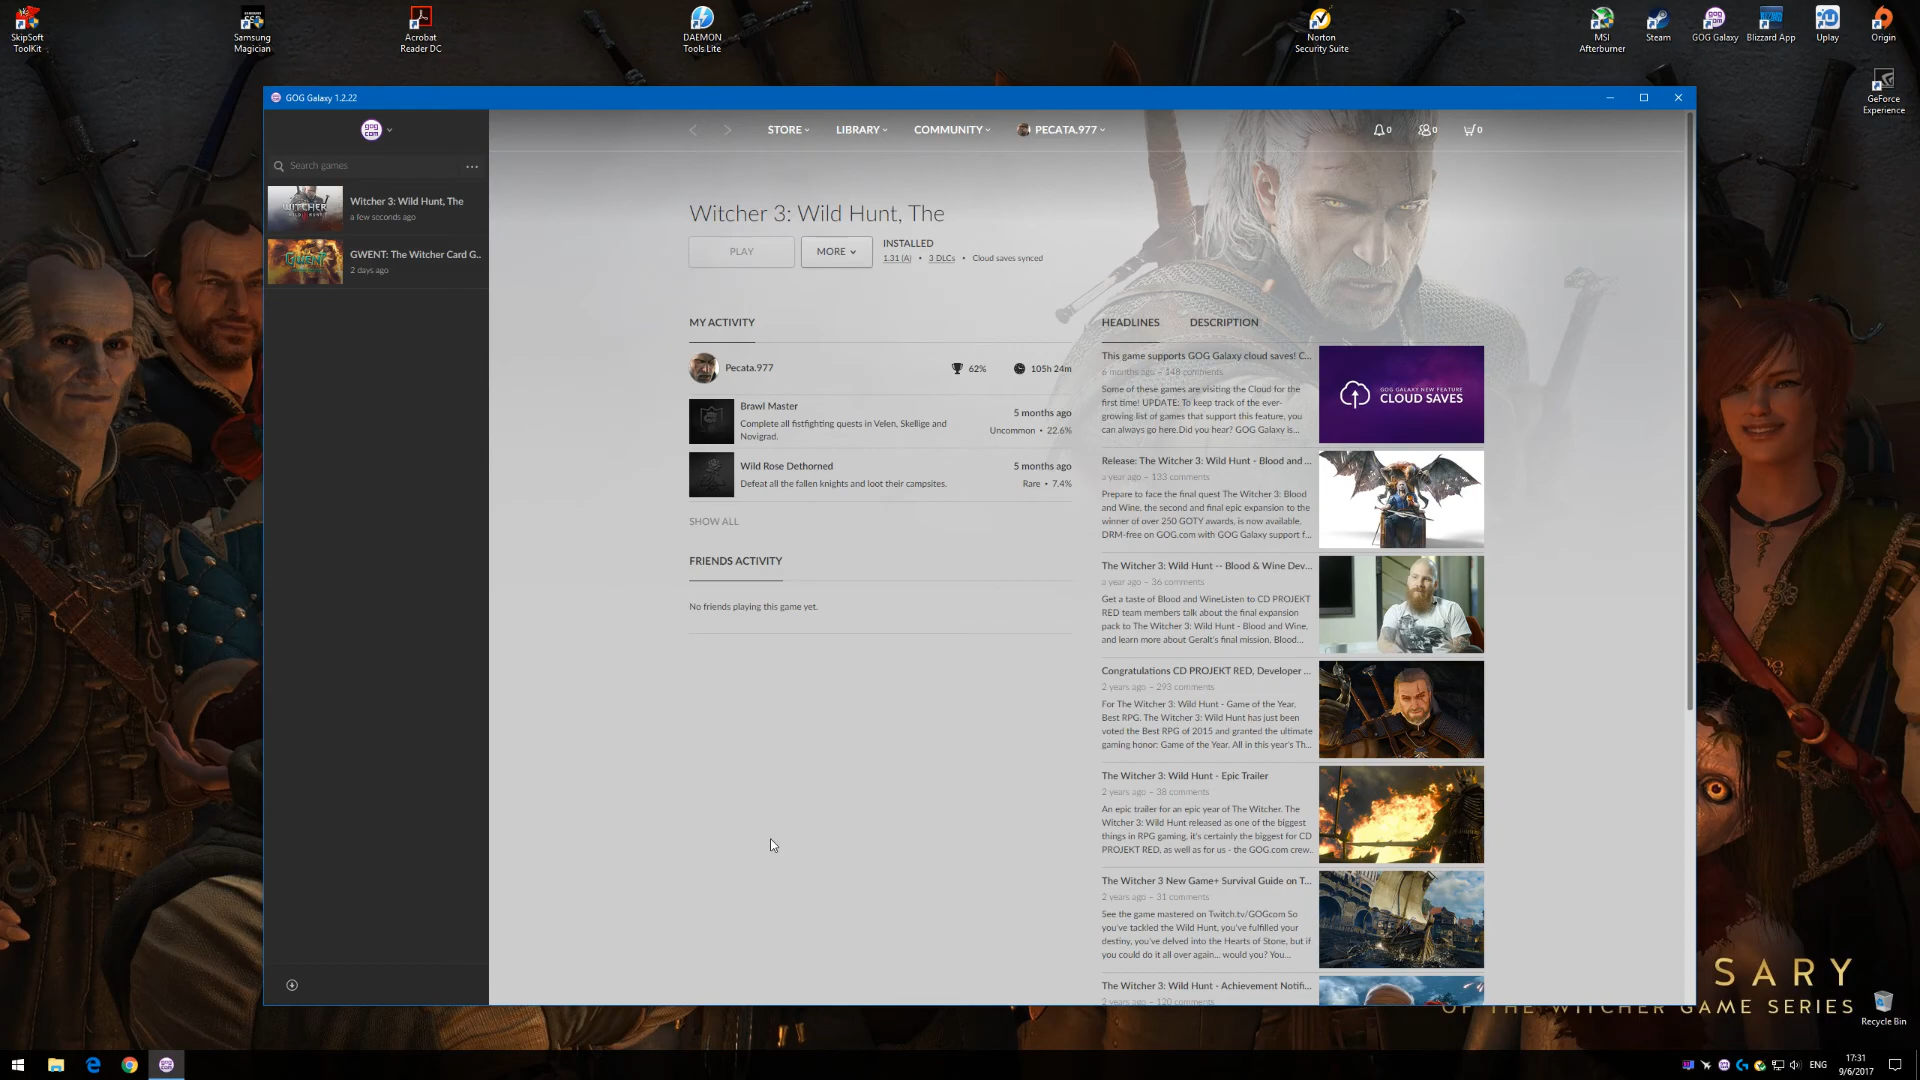 SkipSoft
ToolKit
Samsung
Magician
Acrobat
Reader DC
DAEMON
Tools Lite
Norton
Security Suite
MSI
Afterburner
Steam
GOG Galaxy
Blizzard App
Uplay
Origin
GeForce
Experience
GOG Galaxy 1.2.22
STORE
LIBRARY
COMMUNITY
PECATA.977
0
0
0
Search games
Witcher 3: Wild Hunt, The
a few seconds ago
GWENT: The Witcher Card G..
2 days ago
Witcher 3: Wild Hunt, The
PLAY
MORE
INSTALLED
1.31 (A) • 3 DLCs • Cloud saves synced
MY ACTIVITY
Pecata.977
62%
105h 24m
Brawl Master
Complete all fistfighting quests in Velen, Skellige and
Novigrad.
5 months ago
Uncommon • 22.6%
Wild Rose Dethorned
Defeat all the fallen knights and loot their campsites.
5 months ago
Rare • 7.4%
SHOW ALL
FRIENDS ACTIVITY
No friends playing this game yet.
HEADLINES
DESCRIPTION
This game supports GOG Galaxy cloud saves! C...
6 months ago – 148 comments
Some of these games are visiting the Cloud for the
first time! UPDATE: To keep track of the ever-
growing list of games that support this feature, you
can always go here.Did you hear? GOG Galaxy is...
GOG GALAXY NEW FEATURE
CLOUD SAVES
Release: The Witcher 3: Wild Hunt - Blood and ...
a year ago – 133 comments
Prepare to face the final quest The Witcher 3: Blood
and Wine, the second and final epic expansion to the
winner of over 250 GOTY awards, is now available,
DRM-free on GOG.com with GOG Galaxy support f...
The Witcher 3: Wild Hunt -- Blood & Wine Dev...
a year ago – 36 comments
Get a taste of Blood and WineListen to CD PROJEKT
RED team members talk about the final expansion
pack to The Witcher 3: Wild Hunt - Blood and Wine,
and learn more about Geralt's final mission. Blood...
Congratulations CD PROJEKT RED, Developer ...
2 years ago – 293 comments
For The Witcher 3: Wild Hunt - Game of the Year,
Best RPG. The Witcher 3: Wild Hunt has just been
voted the Best RPG of 2015 and granted the ultimate
gaming honor: Game of the Year. All in this year's Th...
The Witcher 3: Wild Hunt - Epic Trailer
2 years ago – 38 comments
An epic trailer for an epic year of The Witcher. The
Witcher 3: Wild Hunt released as one of the biggest
things in RPG gaming, it's certainly the biggest for CD
PROJEKT RED, as well as for us - the GOG.com crew..
The Witcher 3 New Game+ Survival Guide on T...
2 years ago – 31 comments
See the game mastered on Twitch.tv/GOGcom So
you've tackled the Wild Hunt, you've fulfilled your
destiny, you've delved into the Hearts of Stone, but if
you could do it all over again... would you? You...
The Witcher 3: Wild Hunt - Achievement Notifi...
2 years ago – 120 comments
SARY
OF THE WITCHER GAME SERIES
Recycle Bin
ENG
17:31
9/6/2017